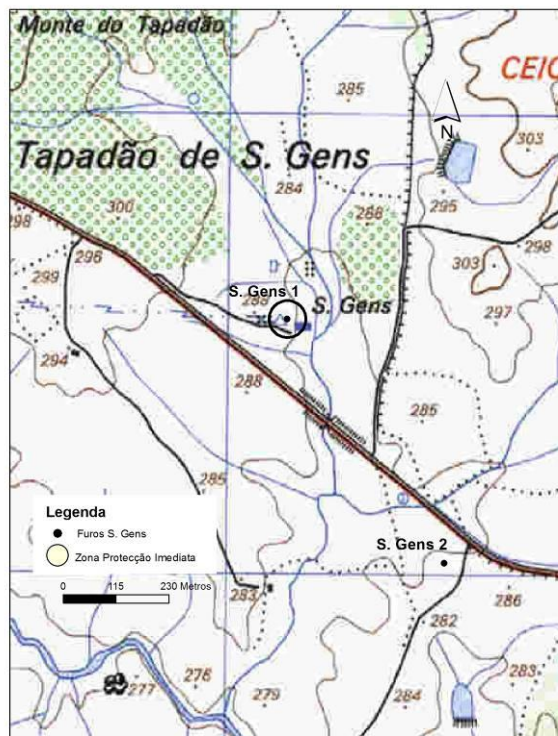 Monte do Tapadão
285
CEIC
N
303
Tapadão de S. Gens
284
286
295
300
298
296
298
299
303
S. Gens 1
288
S. Gens
297
294
288
285
285
Legenda
Furos S. Gens
Zona Protecção Imediata
S. Gens 2
0 115 230 Metros
283
286
282
277
278
279
284
283